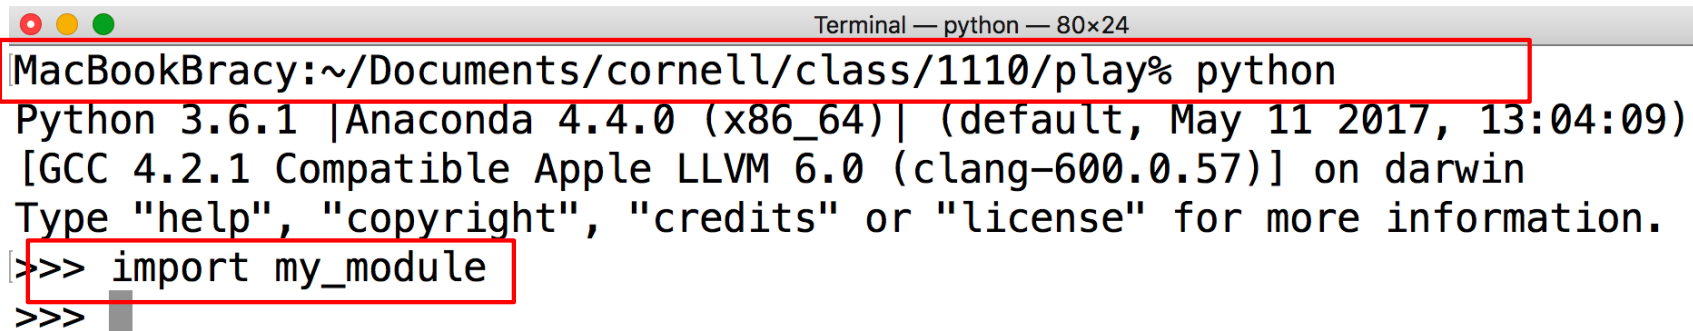 Terminal — python — 80×24
MacBookBracy:~/Documents/cornell/class/1110/play% python
Python 3.6.1 |Anaconda 4.4.0 (x86_64)| (default, May 11 2017, 13:04:09)
[GCC 4.2.1 Compatible Apple LLVM 6.0 (clang-600.0.57)] on darwin
Type "help", "copyright", "credits" or "license" for more information.
>>> import my_module
>>>